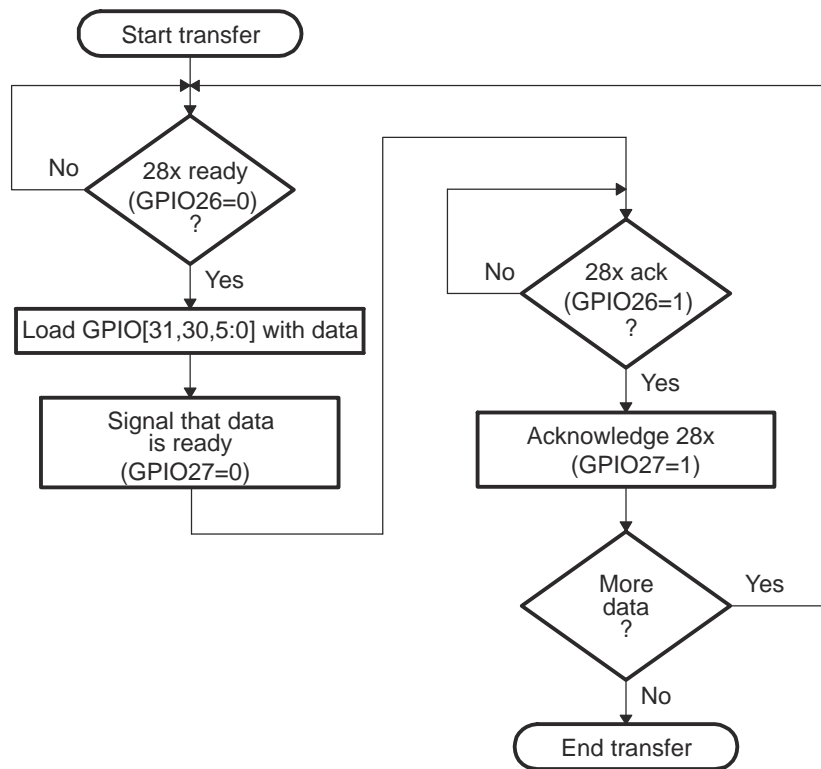 Start transfer
No
28x ready
(GPIO26=0)
?
Yes
Load GPIO[31,30,5:0] with data
Signal that data
is ready
(GPIO27=0)
No
28x ack
(GPIO26=1)
?
Yes
Acknowledge 28x
(GPIO27=1)
More
data
?
Yes
No
End transfer